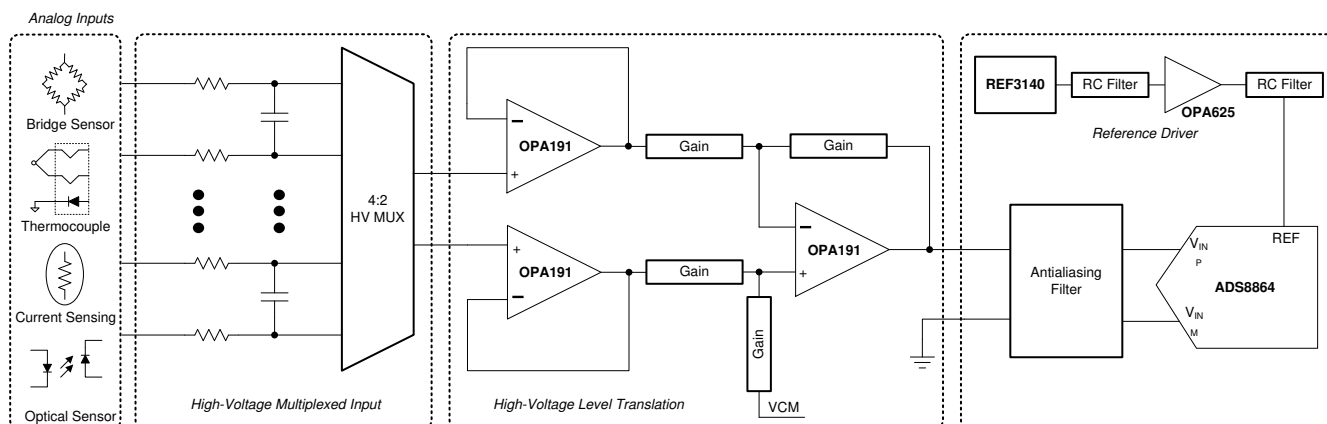 Analog Inputs
Bridge Sensor
Thermocouple
Current Sensing
Optical Sensor
4:2
HV MUX
High-Voltage Multiplexed Input
OPA191
+
Gain
Gain
+
OPA191
Gain
OPA191
+
Gain
VCM
High-Voltage Level Translation
REF3140
RC Filter
OPA625
RC Filter
Reference Driver
Antialiasing
Filter
VIN
P
REF
ADS8864
VIN
M